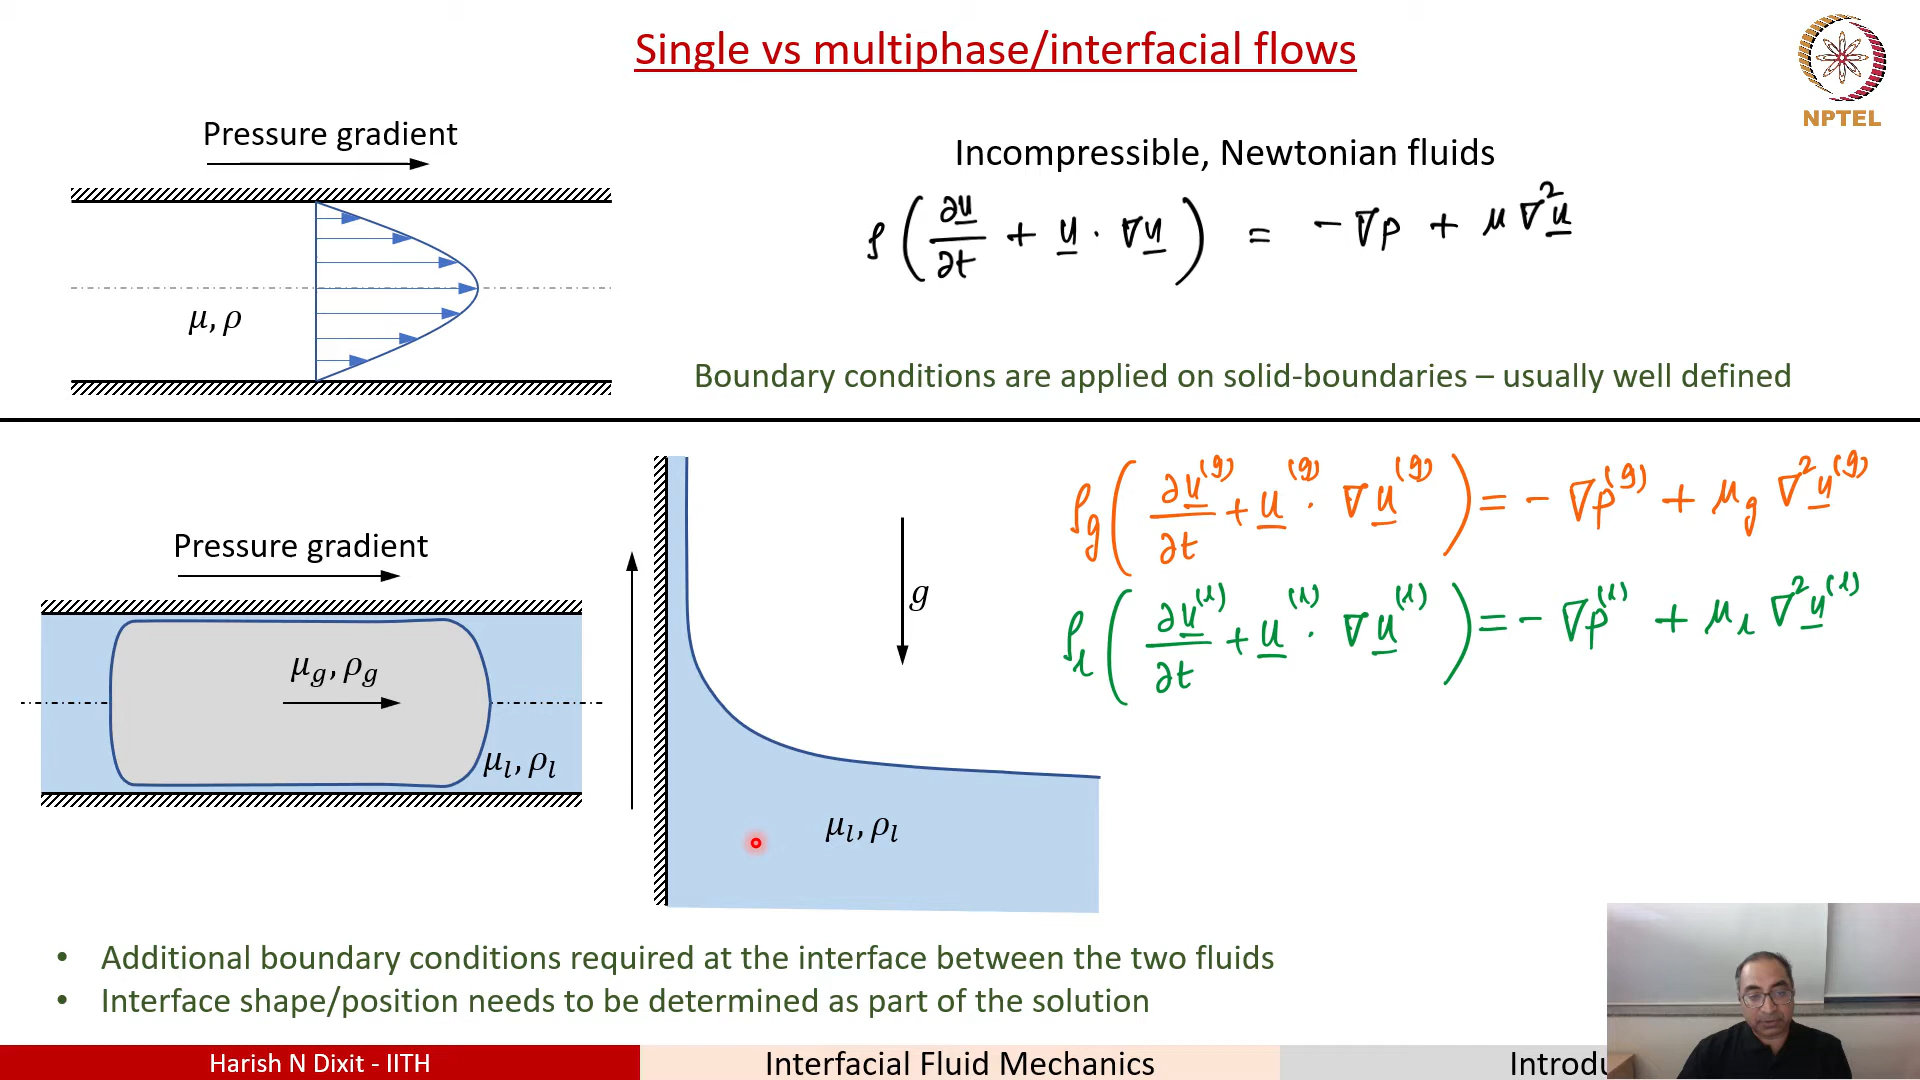 Single vs multiphase/interfacial flows
NPTEL
Pressure gradient
Incompressible, Newtonian fluids
ρ(∂u/∂t + u · ∇u) = -∇p + μ∇²u
μ, ρ
Boundary conditions are applied on solid-boundaries – usually well defined
ρ_g(∂u^(g)/∂t + u^(g) · ∇u^(g)) = -∇p^(g) + μ_g ∇²u^(g)
Pressure gradient
g
ρ_l(∂u^(l)/∂t + u^(l) · ∇u^(l)) = -∇p^(l) + μ_l ∇²u^(l)
μ_g, ρ_g
μ_l, ρ_l
μ_l, ρ_l
• Additional boundary conditions required at the interface between the two fluids
• Interface shape/position needs to be determined as part of the solution
Harish N Dixit - IITH
Interfacial Fluid Mechanics
Introdu